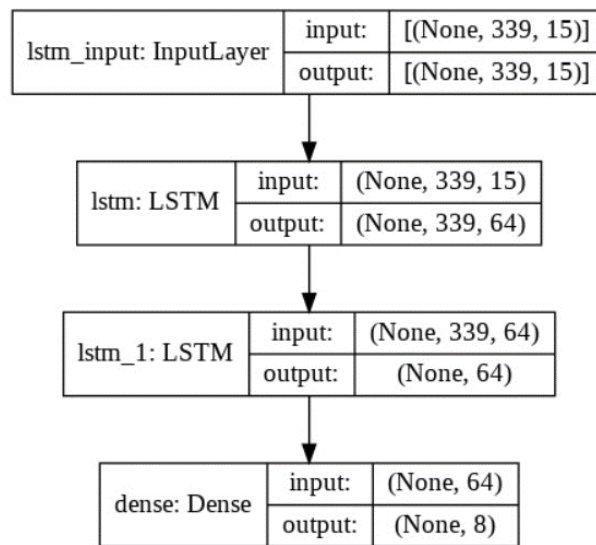 lstm_input: InputLayer
input: [(None, 339, 15)]
output: [(None, 339, 15)]
lstm: LSTM
input: (None, 339, 15)
output: (None, 339, 64)
lstm_1: LSTM
input: (None, 339, 64)
output: (None, 64)
dense: Dense
input: (None, 64)
output: (None, 8)